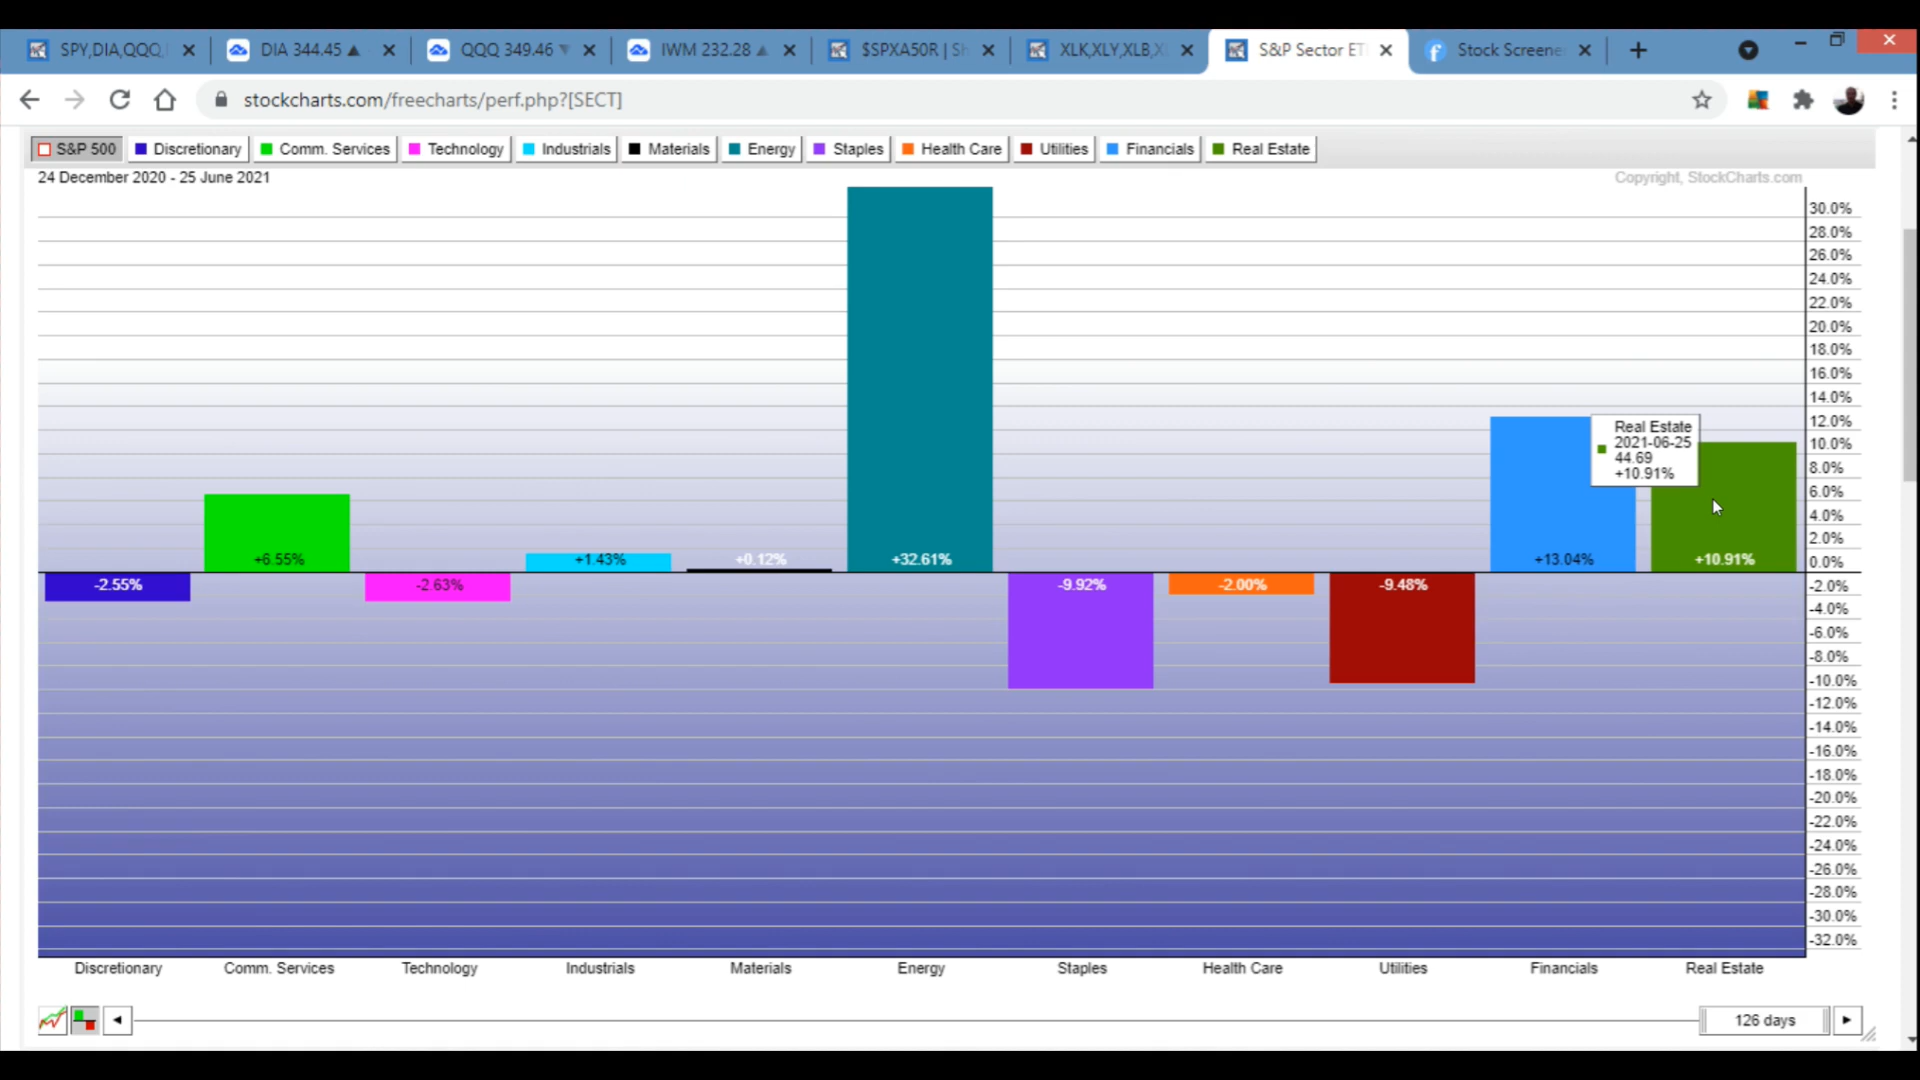 SPY,DIA,QQQ,
DIA 344.45 ▲
QQQ 349.46 ▼
IWM 232.28 ▲
$SPXA50R | Sh
XLK,XLY,XLB,X
S&P Sector ET
Stock Screene
stockcharts.com/freecharts/perf.php?[SECT]
S&P 500
Discretionary
Comm. Services
Technology
Industrials
Materials
Energy
Staples
Health Care
Utilities
Financials
Real Estate
24 December 2020 - 25 June 2021
Copyright, StockCharts.com
30.0%
28.0%
26.0%
24.0%
22.0%
20.0%
18.0%
16.0%
14.0%
12.0%
10.0%
8.0%
6.0%
4.0%
2.0%
0.0%
-2.0%
-4.0%
-6.0%
-8.0%
-10.0%
-12.0%
-14.0%
-16.0%
-18.0%
-20.0%
-22.0%
-24.0%
-26.0%
-28.0%
-30.0%
-32.0%
Real Estate
2021-06-25
44.69
+10.91%
-2.55%
+6.55%
-2.63%
+1.43%
+0.12%
+32.61%
-9.92%
-2.00%
-9.48%
+13.04%
+10.91%
Discretionary
Comm. Services
Technology
Industrials
Materials
Energy
Staples
Health Care
Utilities
Financials
Real Estate
126 days